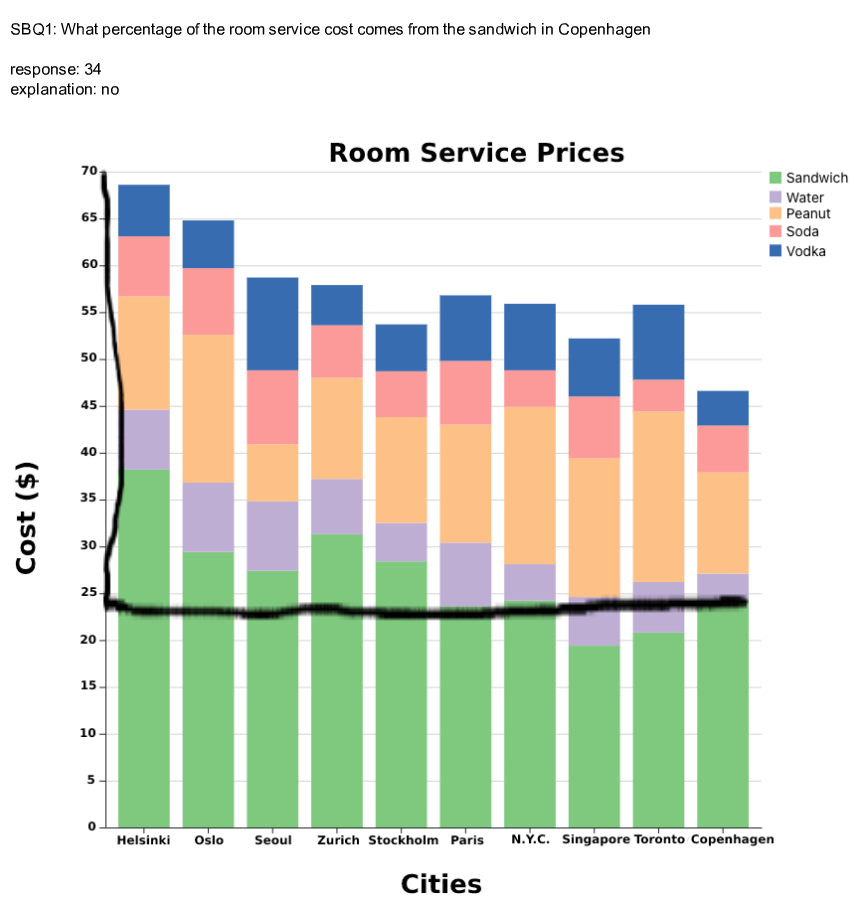 SBQ1: What percentage of the room service cost comes from the sandwich in Copenhagen
response: 34
explanation: no
Room Service Prices
70
65
60
55
50
45
40
35
30
25
20
15
10
5
0
Cost ($)
Sandwich
Water
Peanut
Soda
Vodka
Helsinki Oslo Seoul Zurich Stockholm Paris N.Y.C. Singapore Toronto Copenhagen
Cities